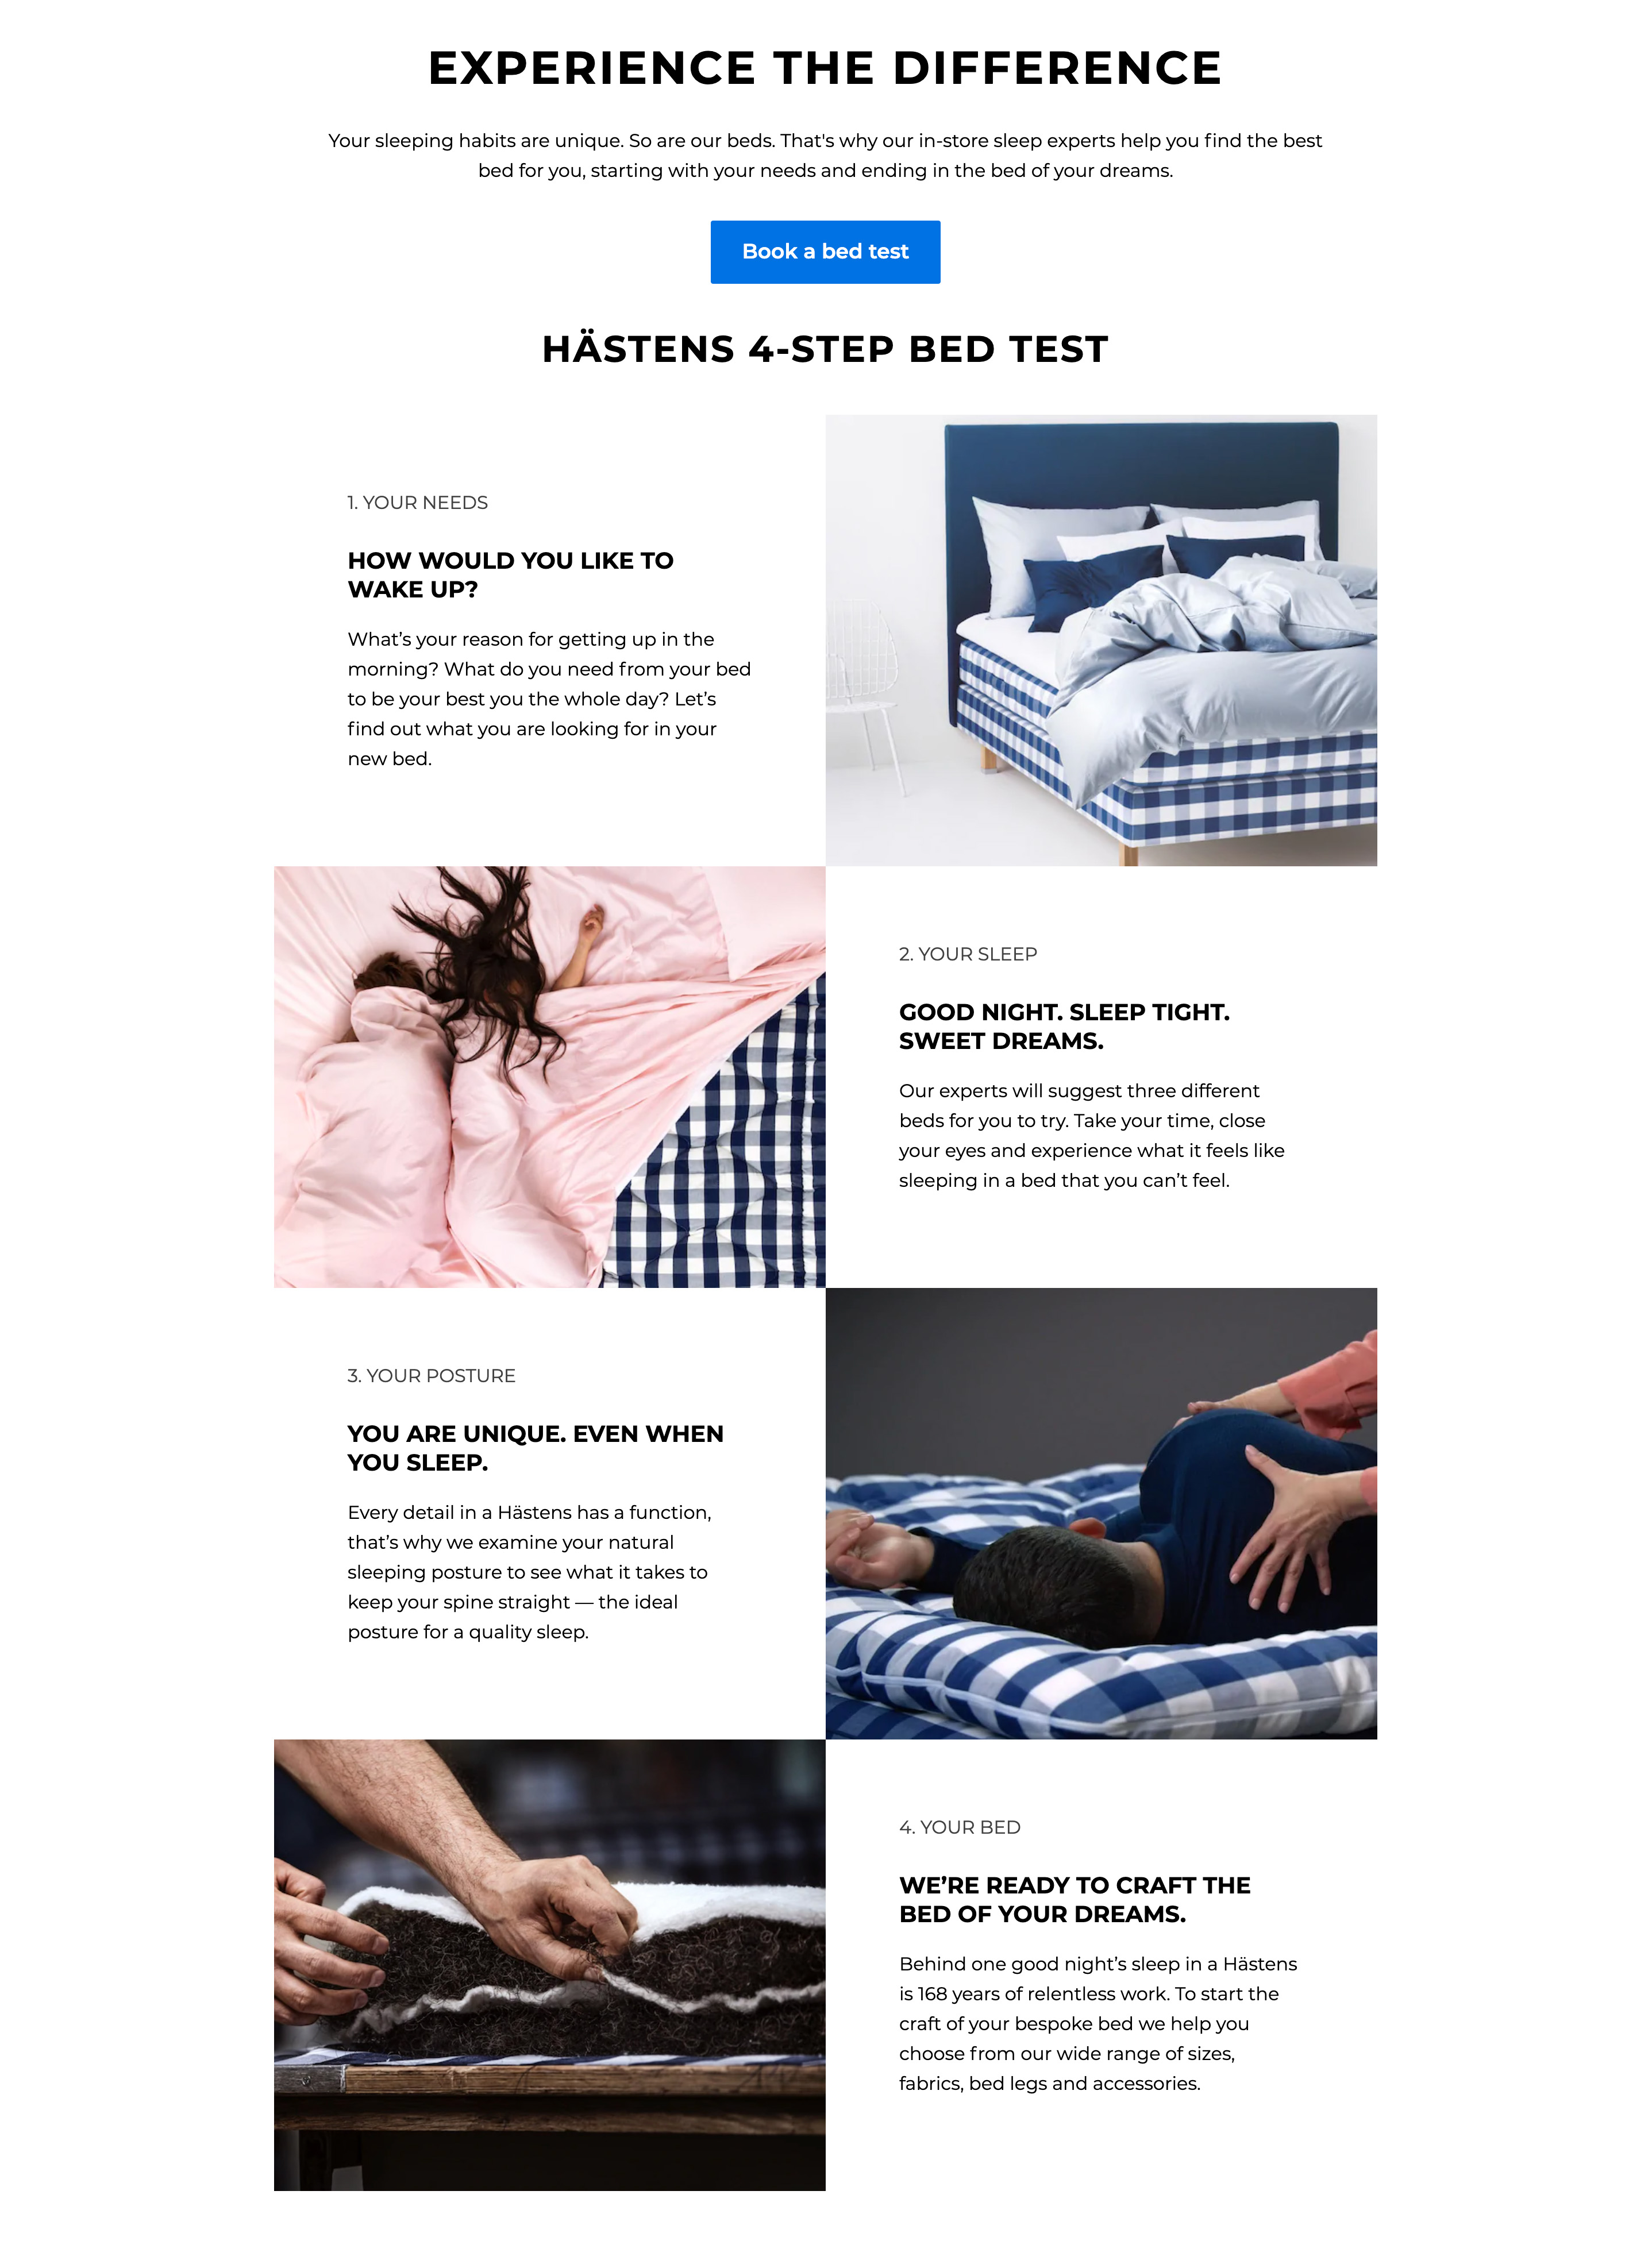 EXPERIENCE THE DIFFERENCE
Your sleeping habits are unique. So are our beds. That's why our in-store sleep experts help you find the best
bed for you, starting with your needs and ending in the bed of your dreams.
Book a bed test
HÄSTENS 4-STEP BED TEST
1. YOUR NEEDS
HOW WOULD YOU LIKE TO
WAKE UP?
What’s your reason for getting up in the
morning? What do you need from your bed
to be your best you the whole day? Let’s
find out what you are looking for in your
new bed.
2. YOUR SLEEP
GOOD NIGHT. SLEEP TIGHT.
SWEET DREAMS.
Our experts will suggest three different
beds for you to try. Take your time, close
your eyes and experience what it feels like
sleeping in a bed that you can’t feel.
3. YOUR POSTURE
YOU ARE UNIQUE. EVEN WHEN
YOU SLEEP.
Every detail in a Hästens has a function,
that’s why we examine your natural
sleeping posture to see what it takes to
keep your spine straight — the ideal
posture for a quality sleep.
4. YOUR BED
WE’RE READY TO CRAFT THE
BED OF YOUR DREAMS.
Behind one good night’s sleep in a Hästens
is 168 years of relentless work. To start the
craft of your bespoke bed we help you
choose from our wide range of sizes,
fabrics, bed legs and accessories.